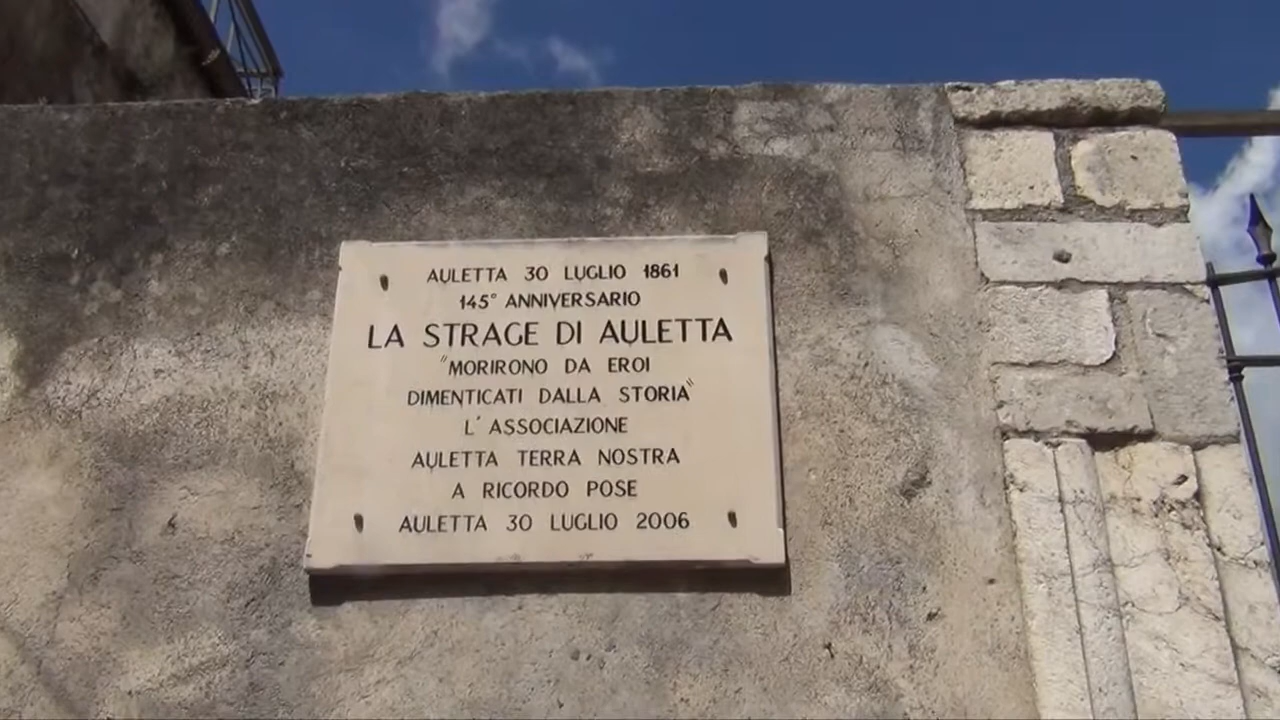 AULETTA 30 LUGLIO 1861
145° ANNIVERSARIO
LA STRAGE DI AULETTA
"MORIRONO DA EROI
DIMENTICATI DALLA STORIA"
L'ASSOCIAZIONE
AULETTA TERRA NOSTRA
A RICORDO POSE
AULETTA 30 LUGLIO 2006